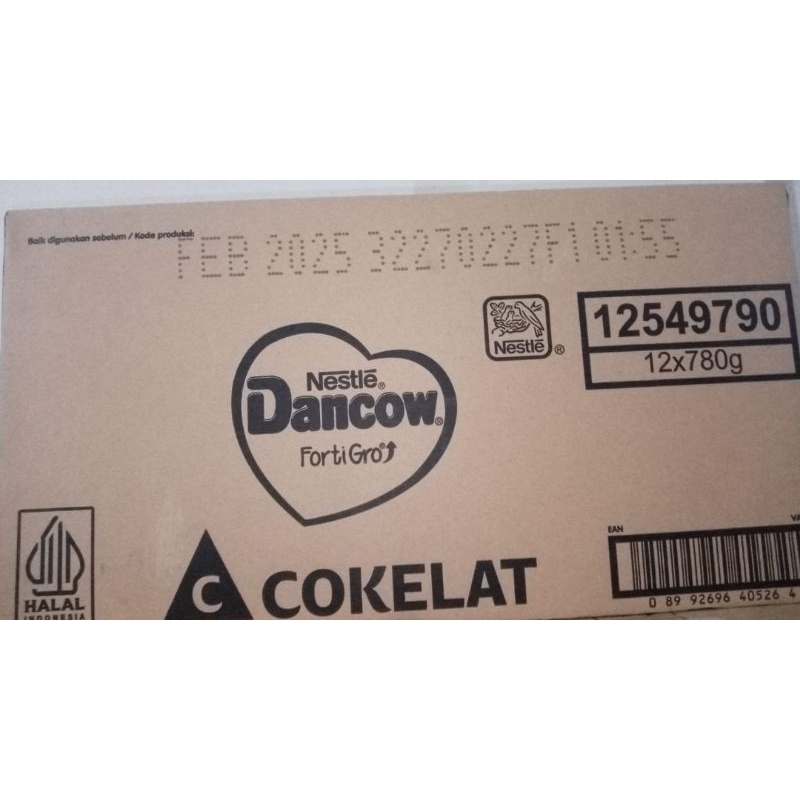 Baik digunakan sebelum / Kode produksi:
FEB 2025 32270227F1 01:55
Nestlé®
12549790
12x780g
Nestlé®
Dancow®
FortiGro®
HALAL
INDONESIA
C COKELAT
EAN
0 89 92696 40526 4